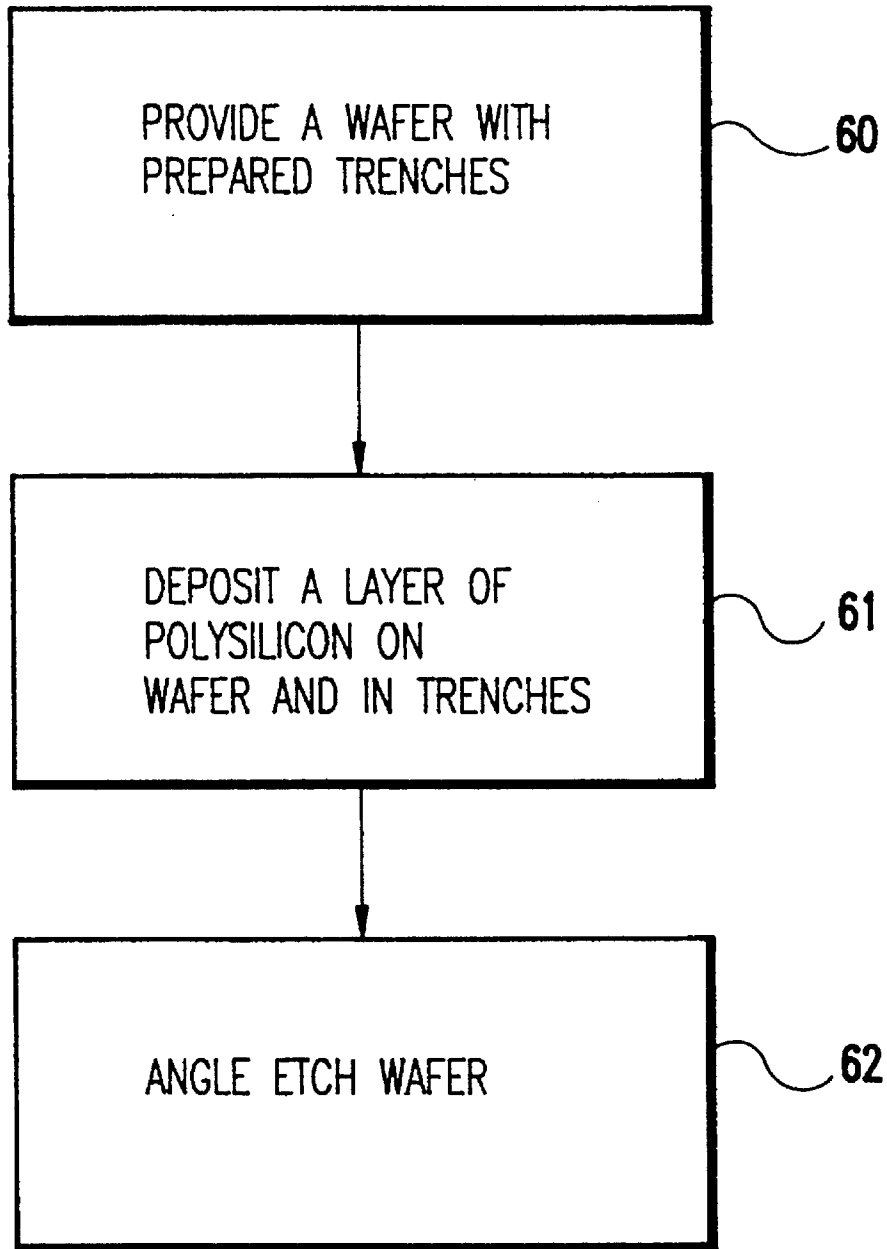 PROVIDE A WAFER WITH
PREPARED TRENCHES
60
DEPOSIT A LAYER OF
POLYSILICON ON
WAFER AND IN TRENCHES
61
ANGLE ETCH WAFER
62